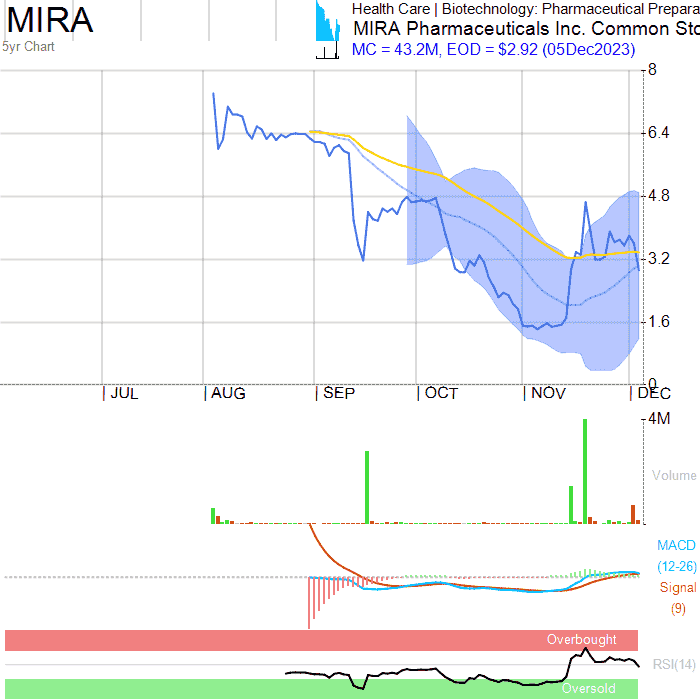 MIRA
5yr Chart
Health Care | Biotechnology: Pharmaceutical Prepara
MIRA Pharmaceuticals Inc. Common Sto
MC = 43.2M, EOD = $2.92 (05Dec2023)
8
6.4
4.8
3.2
1.6
0
JUL AUG SEP OCT NOV DEC
4M
Volume
MACD
(12-26)
Signal
(9)
Overbought
RSI(14)
Oversold